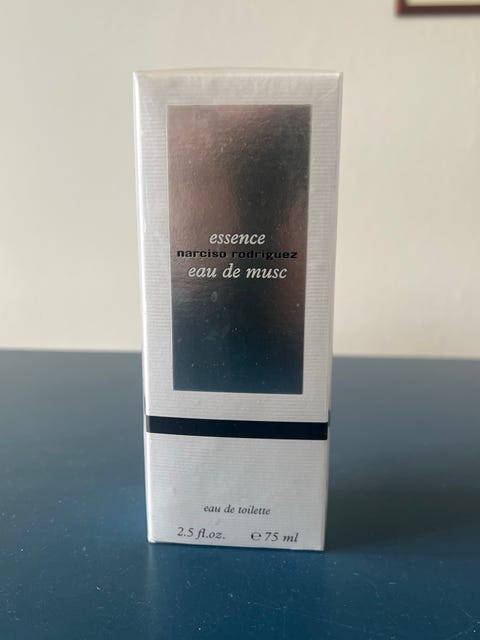 essence
narciso rodriguez
eau de musc
eau de toilette
2.5 fl.oz. ℮ 75 ml